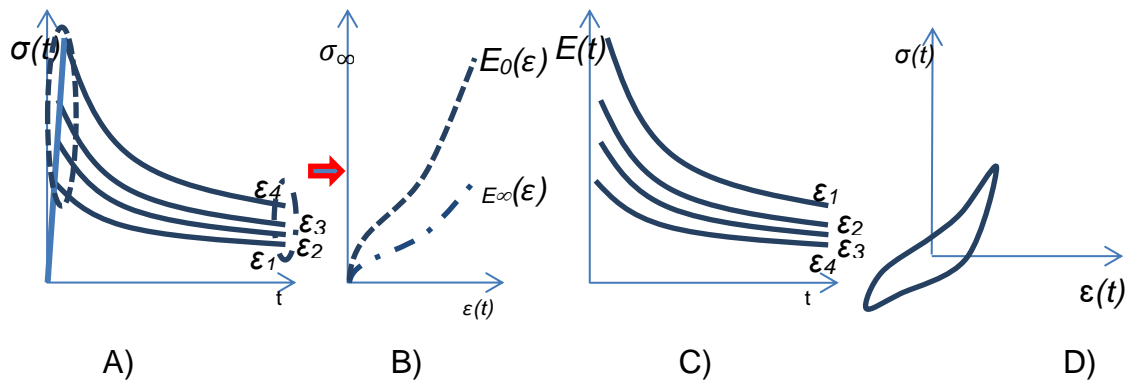 σ(t)
ε4
ε3
ε2
ε1
t
A)
σ∞
E0(ε)
E∞(ε)
ε(t)
B)
E(t)
ε1
ε2
ε3
ε4
t
C)
σ(t)
ε(t)
D)